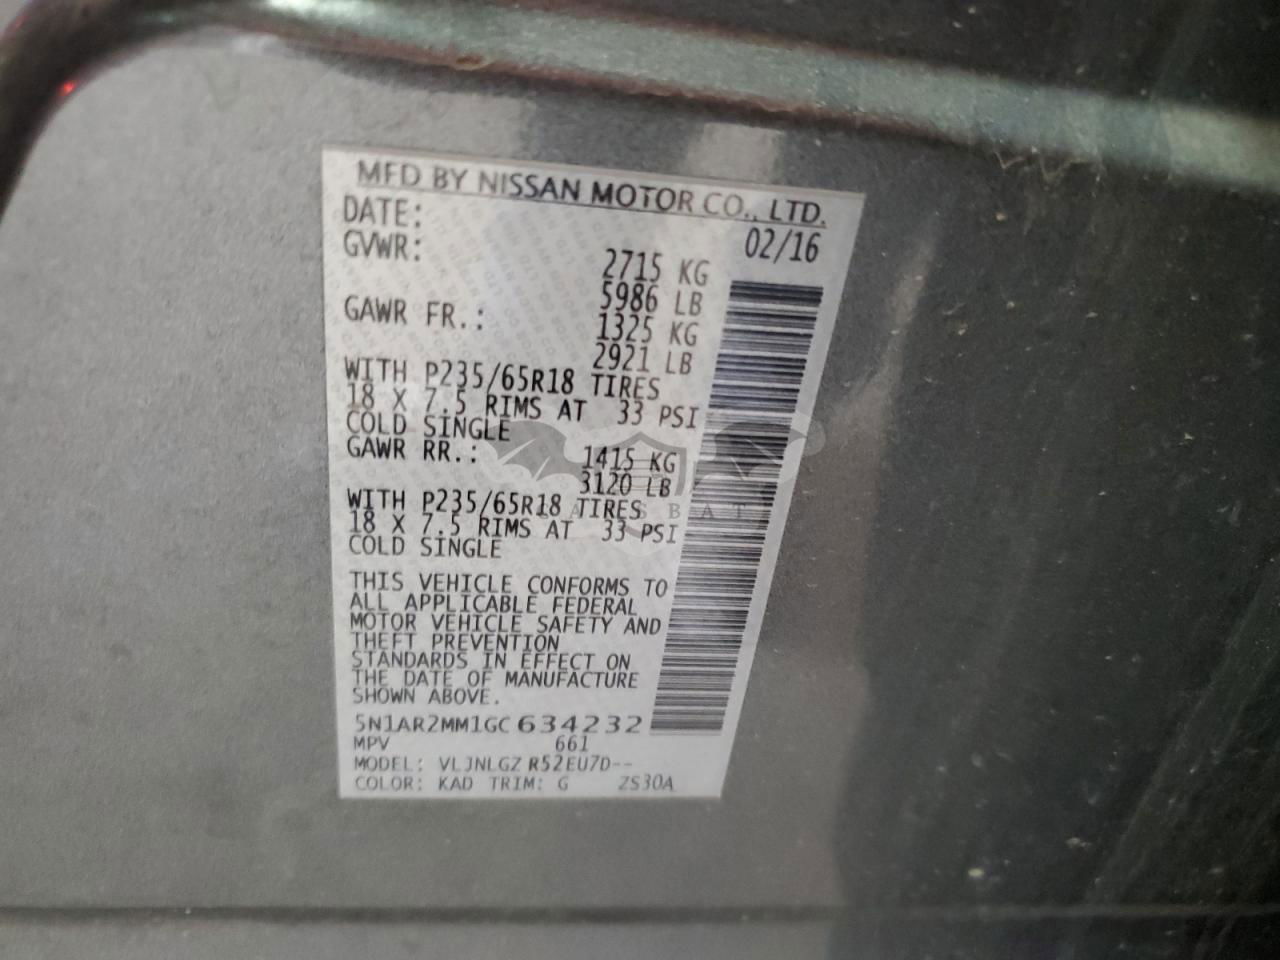 MFD BY NISSAN MOTOR CO., LTD.
DATE: 02/16
GVWR: 2715 KG
5986 LB
GAWR FR.: 1325 KG
2921 LB
WITH P235/65R18 TIRES
18 X 7.5 RIMS AT 33 PSI
COLD SINGLE
GAWR RR.: 1415 KG
3120 LB
WITH P235/65R18 TIRES
18 X 7.5 RIMS AT 33 PSI
COLD SINGLE
THIS VEHICLE CONFORMS TO
ALL APPLICABLE FEDERAL
MOTOR VEHICLE SAFETY AND
THEFT PREVENTION
STANDARDS IN EFFECT ON
THE DATE OF MANUFACTURE
SHOWN ABOVE.
5N1AR2MM1GC634232
MPV 661
MODEL: VLJNLGZ R52EU7D--
COLOR: KAD TRIM: G ZS30A